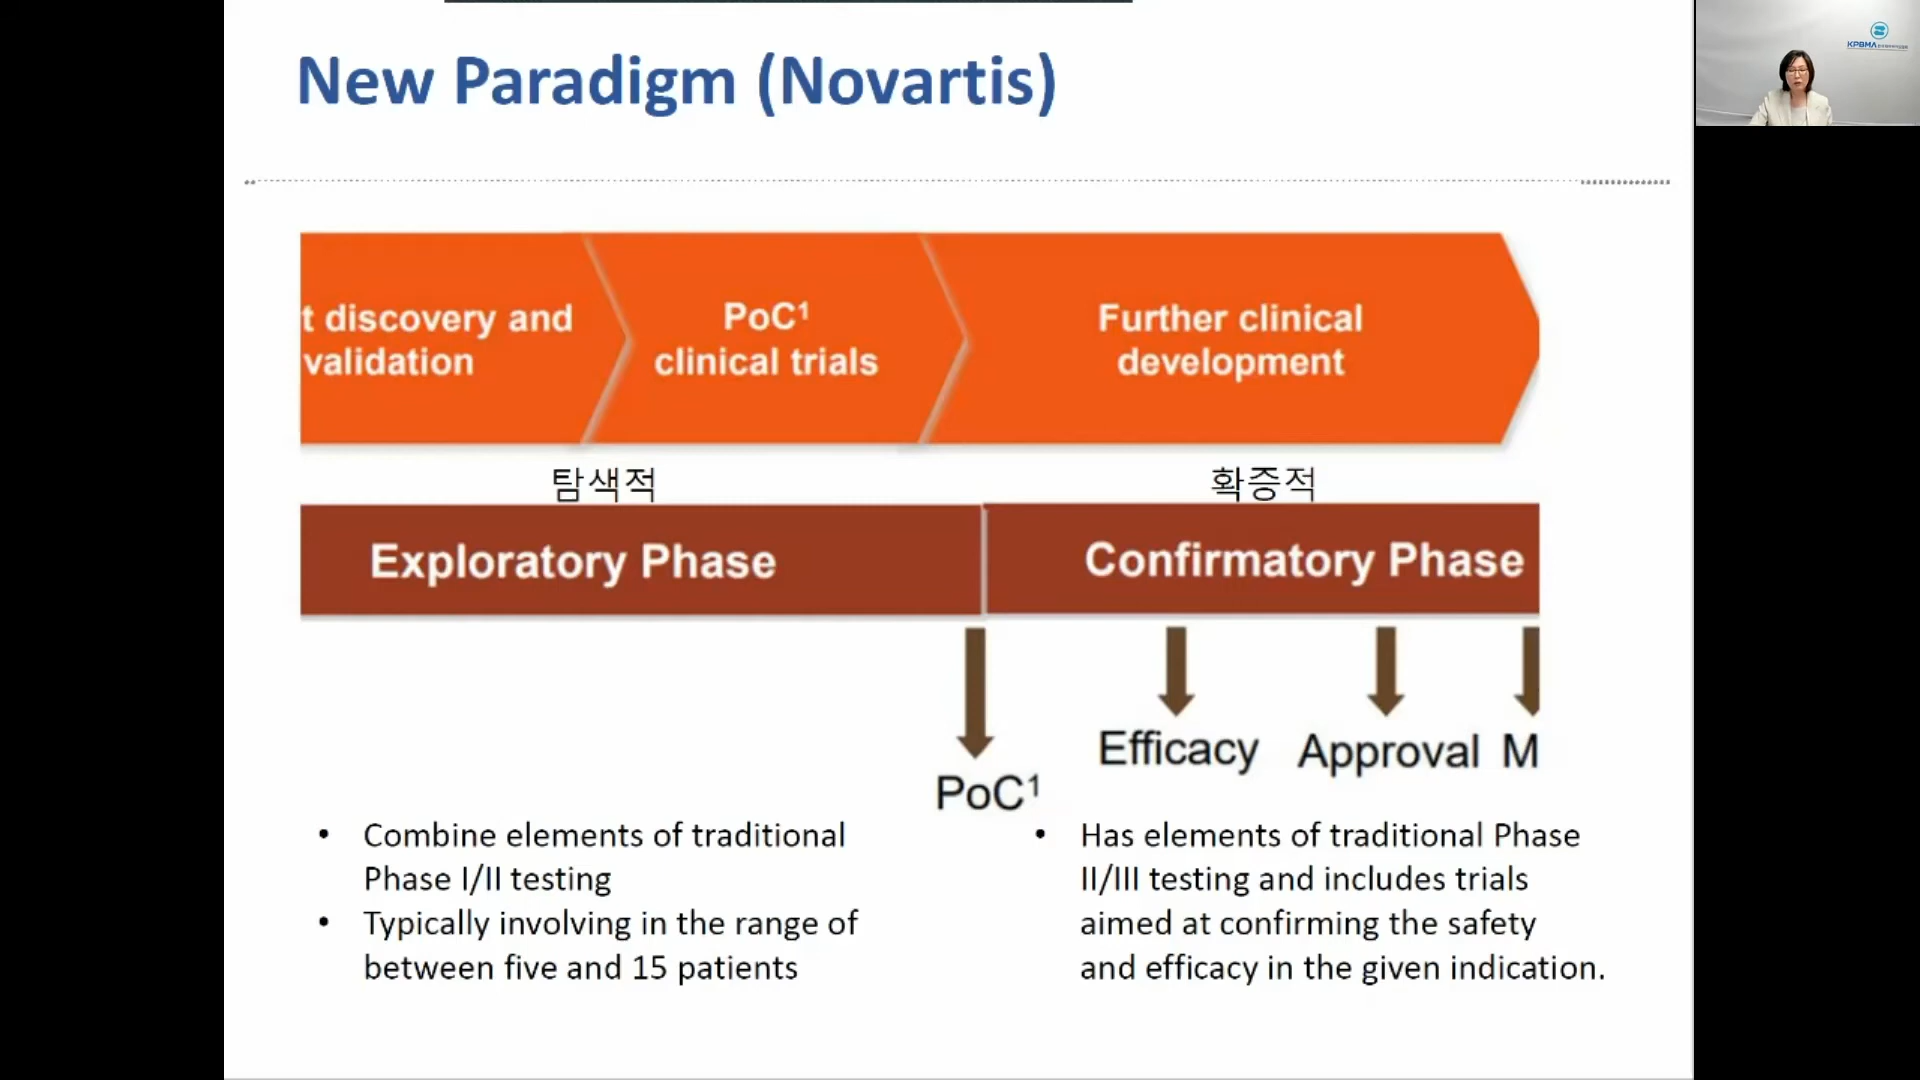 New Paradigm (Novartis)
KPBMA
t discovery and
validation
PoC¹
clinical trials
Further clinical
development
탐색적
확증적
Exploratory Phase
Confirmatory Phase
Efficacy
Approval
M
PoC¹
• Combine elements of traditional
Phase I/II testing
• Typically involving in the range of
between five and 15 patients
• Has elements of traditional Phase
II/III testing and includes trials
aimed at confirming the safety
and efficacy in the given indication.